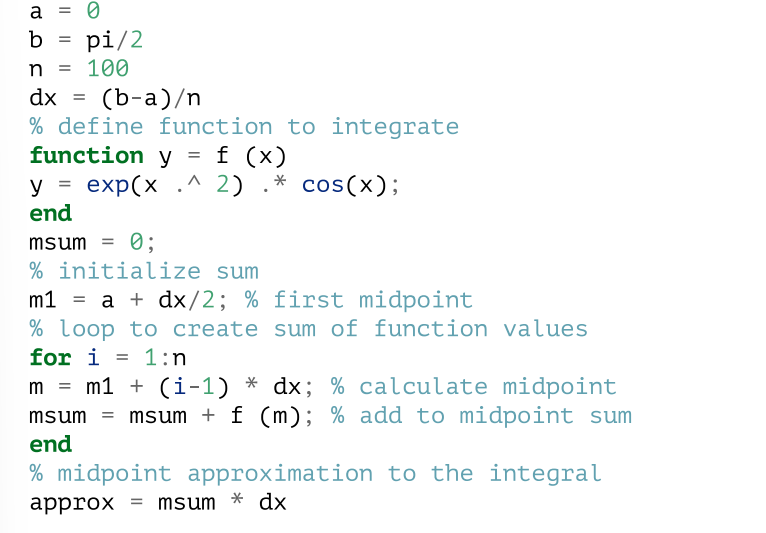 a = 0
b = pi/2
n = 100
dx = (b-a)/n
% define function to integrate
function y = f (x)
y = exp(x .^ 2) .* cos(x);
end
msum = 0;
% initialize sum
m1 = a + dx/2; % first midpoint
% loop to create sum of function values
for i = 1:n
m = m1 + (i-1) * dx; % calculate midpoint
msum = msum + f (m); % add to midpoint sum
end
% midpoint approximation to the integral
approx = msum * dx